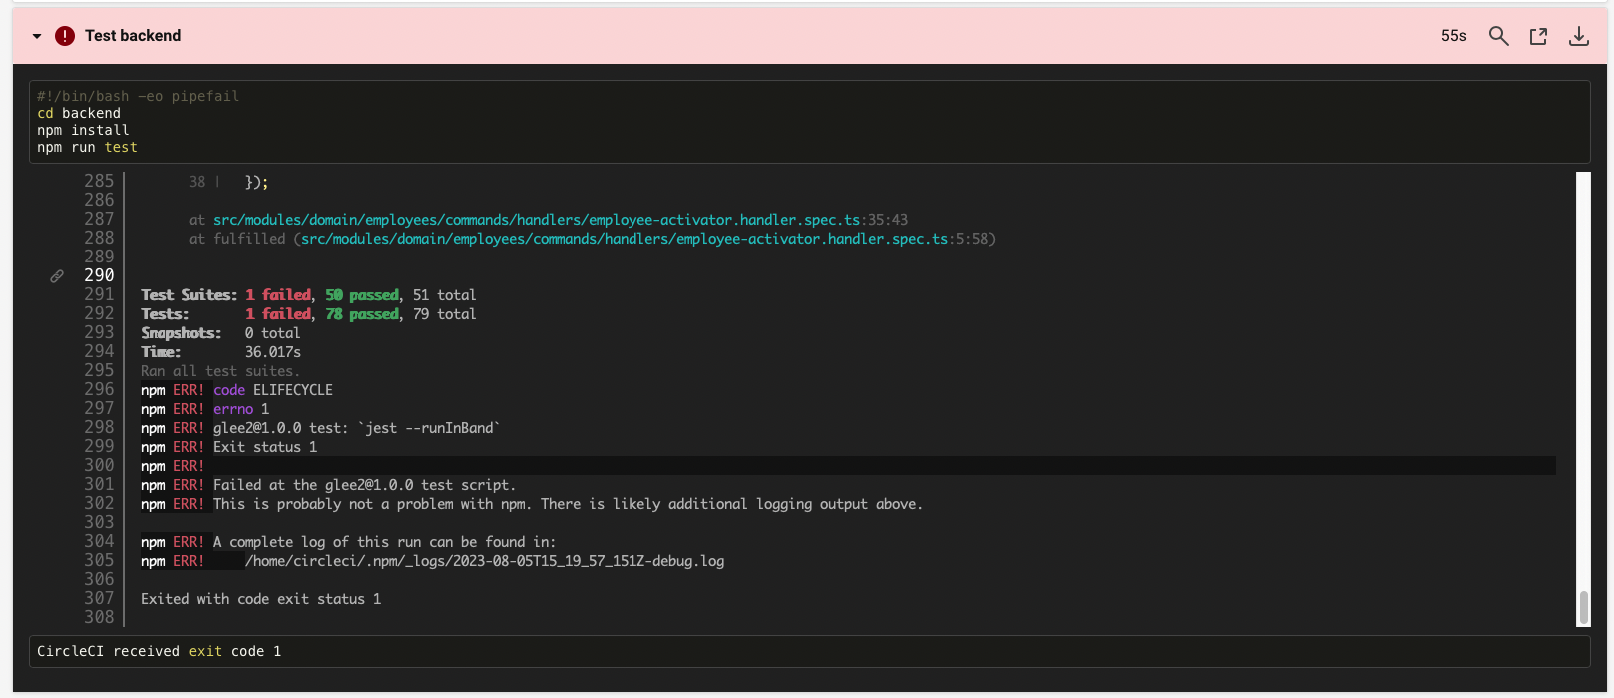 Test backend 55s
#!/bin/bash -eo pipefail
cd backend
npm install
npm run test
285 38 | });
286
287 at src/modules/domain/employees/commands/handlers/employee-activator.handler.spec.ts:35:43
288 at fulfilled (src/modules/domain/employees/commands/handlers/employee-activator.handler.spec.ts:5:58)
289
290
291 Test Suites: 1 failed, 50 passed, 51 total
292 Tests: 1 failed, 78 passed, 79 total
293 Snapshots: 0 total
294 Time: 36.017s
295 Ran all test suites.
296 npm ERR! code ELIFECYCLE
297 npm ERR! errno 1
298 npm ERR! glee2@1.0.0 test: `jest --runInBand`
299 npm ERR! Exit status 1
300 npm ERR!
301 npm ERR! Failed at the glee2@1.0.0 test script.
302 npm ERR! This is probably not a problem with npm. There is likely additional logging output above.
303
304 npm ERR! A complete log of this run can be found in:
305 npm ERR! /home/circleci/.npm/_logs/2023-08-05T15_19_57_151Z-debug.log
306
307 Exited with code exit status 1
308
CircleCI received exit code 1